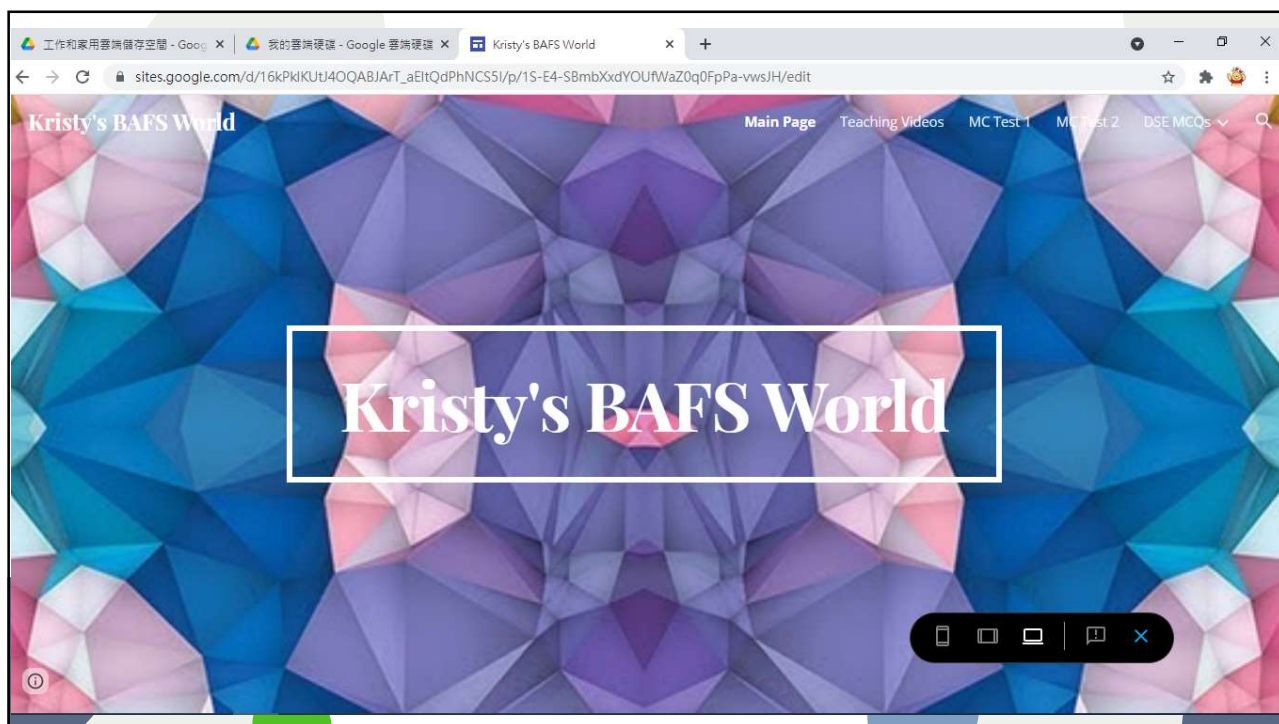 工作和家用雲端儲存空間 - Goog
我的雲端硬碟 - Google 雲端硬碟
Kristy's BAFS World
sites.google.com/d/16kPklKUtJ4OQABJArT_aEltQdPhNCS5l/p/1S-E4-SBmbXxdYOUfWaZ0q0FpPa-vwsJH/edit
Kristy's BAFS World
Main Page Teaching Videos MC Test 1 MC Test 2 DSE MCQs
Kristy's BAFS World